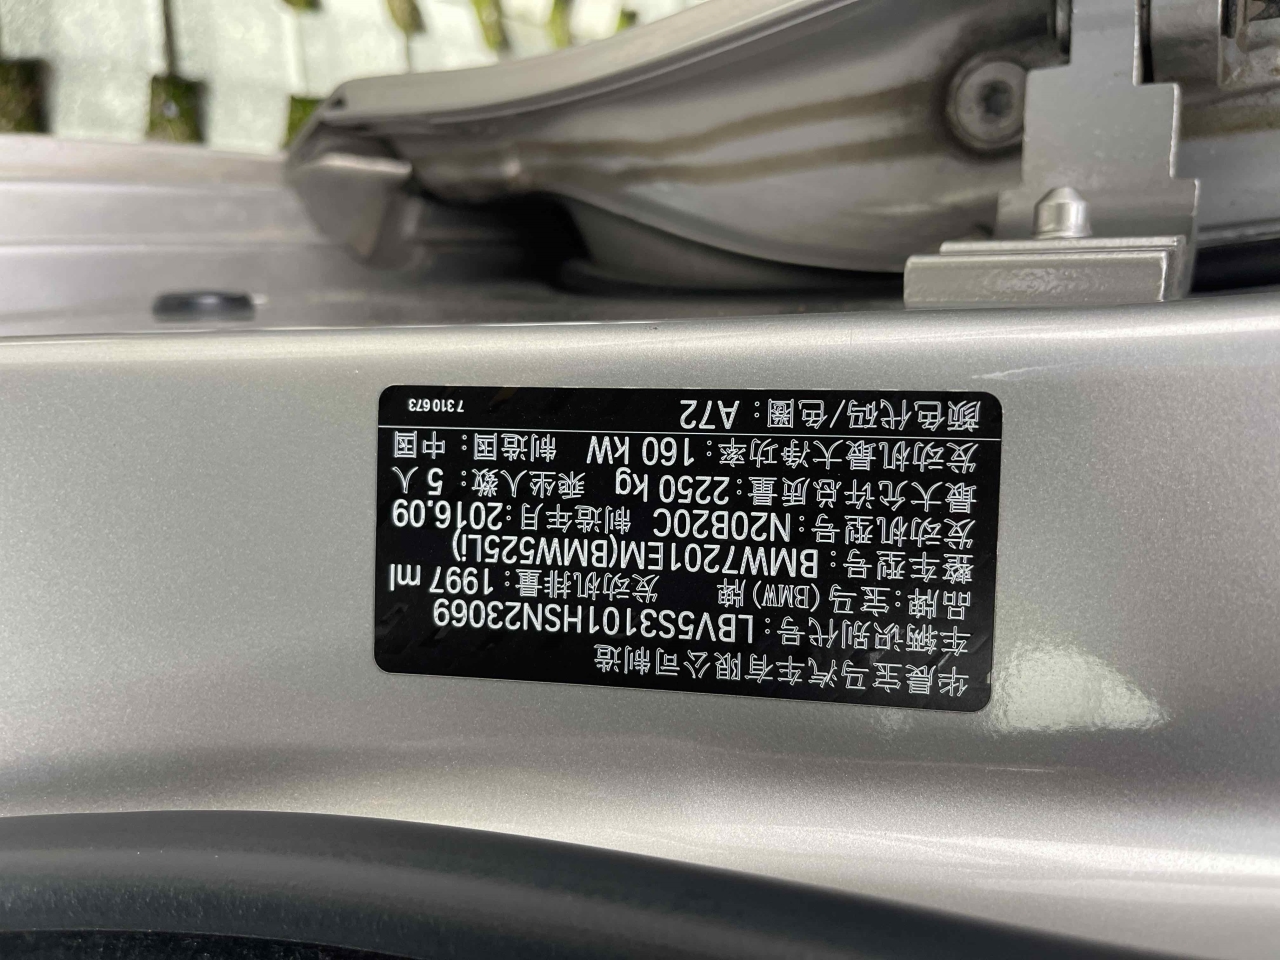 华晨宝马汽车有限公司制造
车辆识别代号：LBV5S3101HSN23069
品牌：宝马(BMW)牌 发动机排量：1997 ml
整车型号：BMW7201EM(BMW525Li)
发动机型号：N20B20C 制造年月：2016.09
最大允许总质量：2250 kg 乘坐人数：5 人
发动机最大净功率：160 kW 制造国：中国
颜色代码/色圈：A72 7 310 673